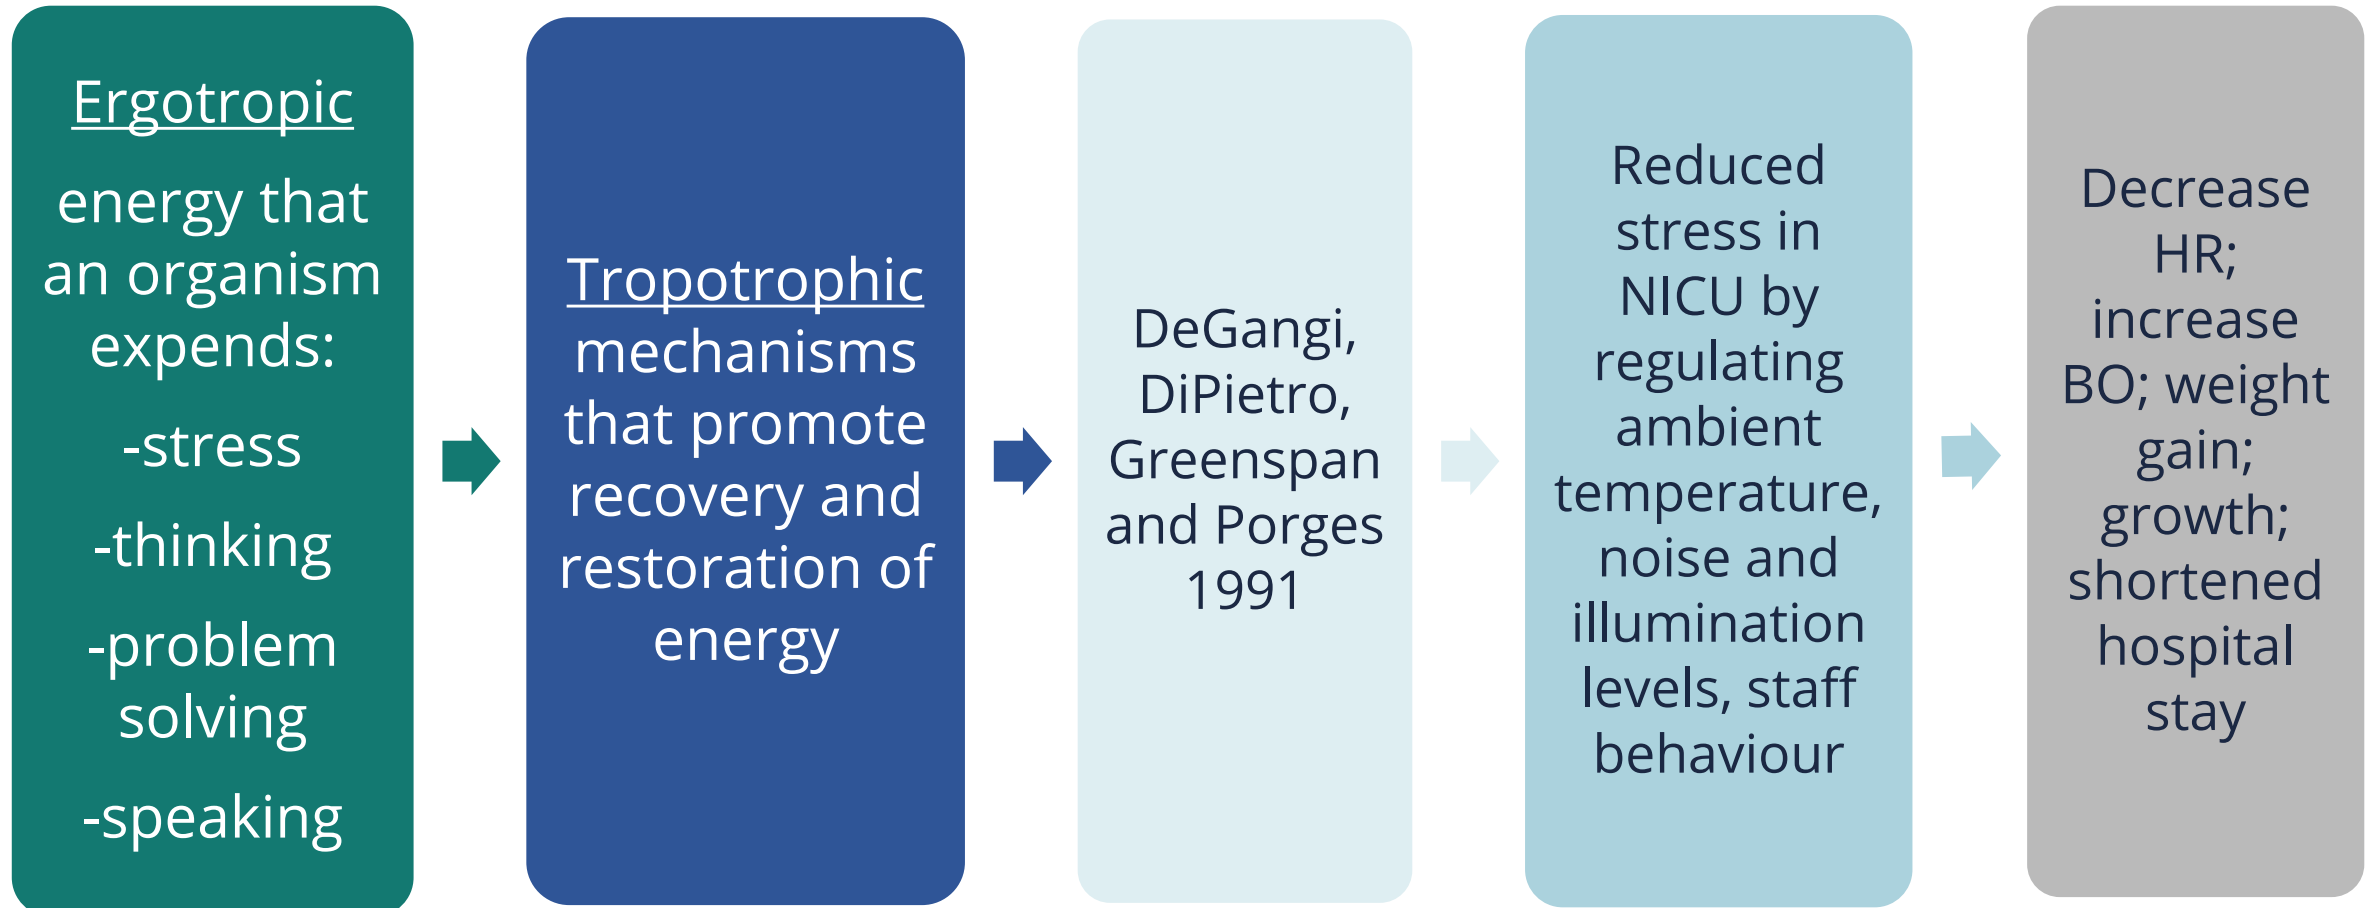 Ergotropic
energy that
an organism
expends:
-stress
-thinking
-problem
solving
-speaking
Tropotrophic
mechanisms
that promote
recovery and
restoration of
energy
DeGangi,
DiPietro,
Greenspan
and Porges
1991
Reduced
stress in
NICU by
regulating
ambient
temperature,
noise and
illumination
levels, staff
behaviour
Decrease
HR;
increase
BO; weight
gain;
growth;
shortened
hospital
stay